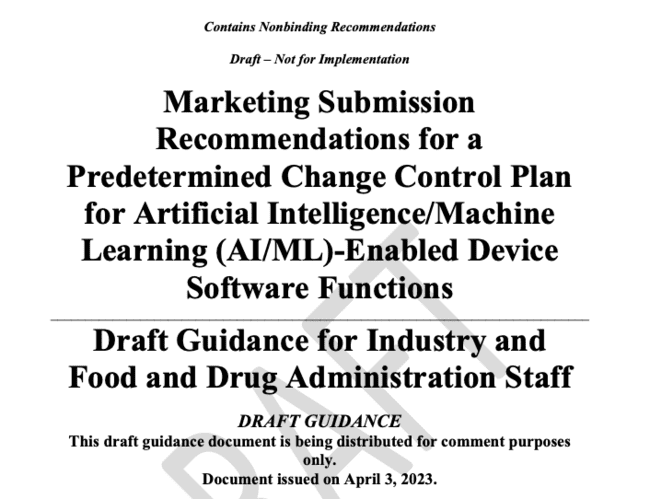 Contains Nonbinding Recommendations
Draft – Not for Implementation
Marketing Submission
Recommendations for a
Predetermined Change Control Plan
for Artificial Intelligence/Machine
Learning (AI/ML)-Enabled Device
Software Functions
Draft Guidance for Industry and
Food and Drug Administration Staff
DRAFT GUIDANCE
This draft guidance document is being distributed for comment purposes
only.
Document issued on April 3, 2023.
RAFT